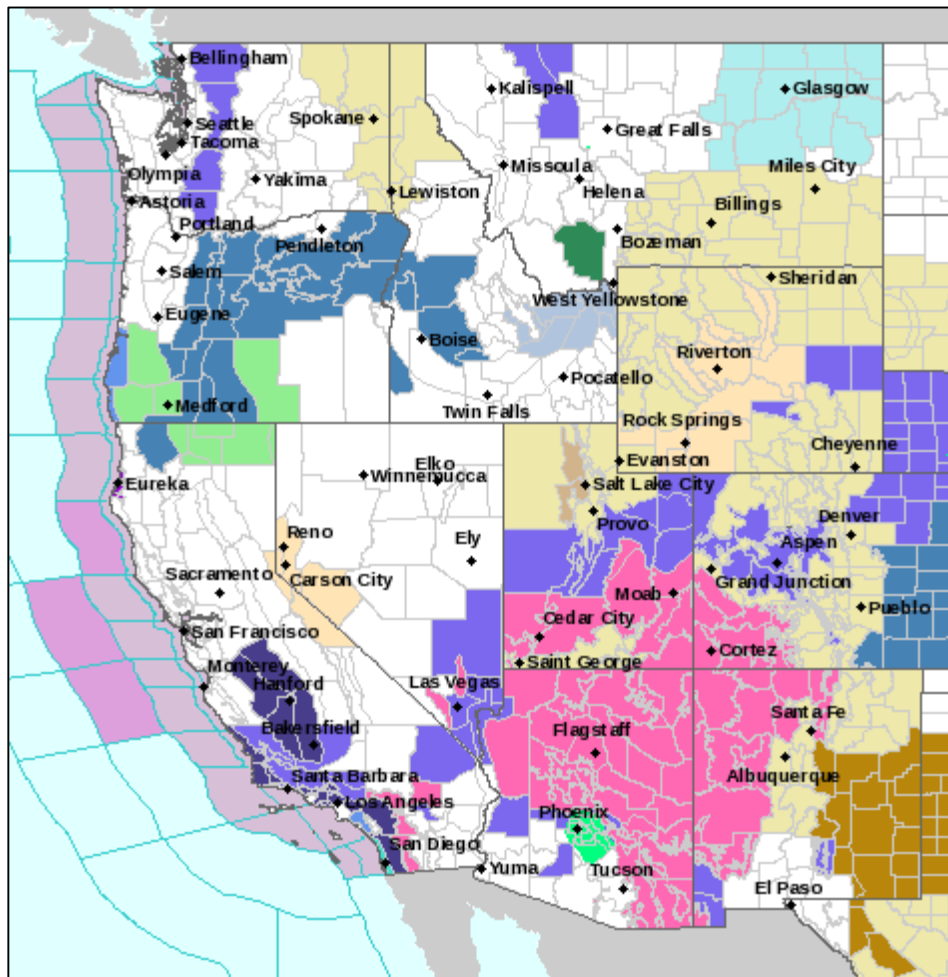 Bellingham
Kalispell
Glasgow
Spokane
Seattle
Great Falls
Tacoma
Olympia
Missoula
Miles City
Yakima
Helena
Lewiston
Astoria
Billings
Portland
Pendleton
Bozeman
Salem
Sheridan
West Yellowstone
Eugene
Boise
Riverton
Pocatello
Medford
Twin Falls
Rock Springs
Cheyenne
Elko
Evanston
Winnemucca
Eureka
Salt Lake City
Provo
Denver
Reno
Ely
Aspen
Carson City
Grand Junction
Sacramento
Moab
Pueblo
Cedar City
San Francisco
Cortez
Saint George
Monterey
Hanford
Las Vegas
Santa Fe
Bakersfield
Flagstaff
Albuquerque
Santa Barbara
Los Angeles
Phoenix
San Diego
Yuma
Tucson
El Paso